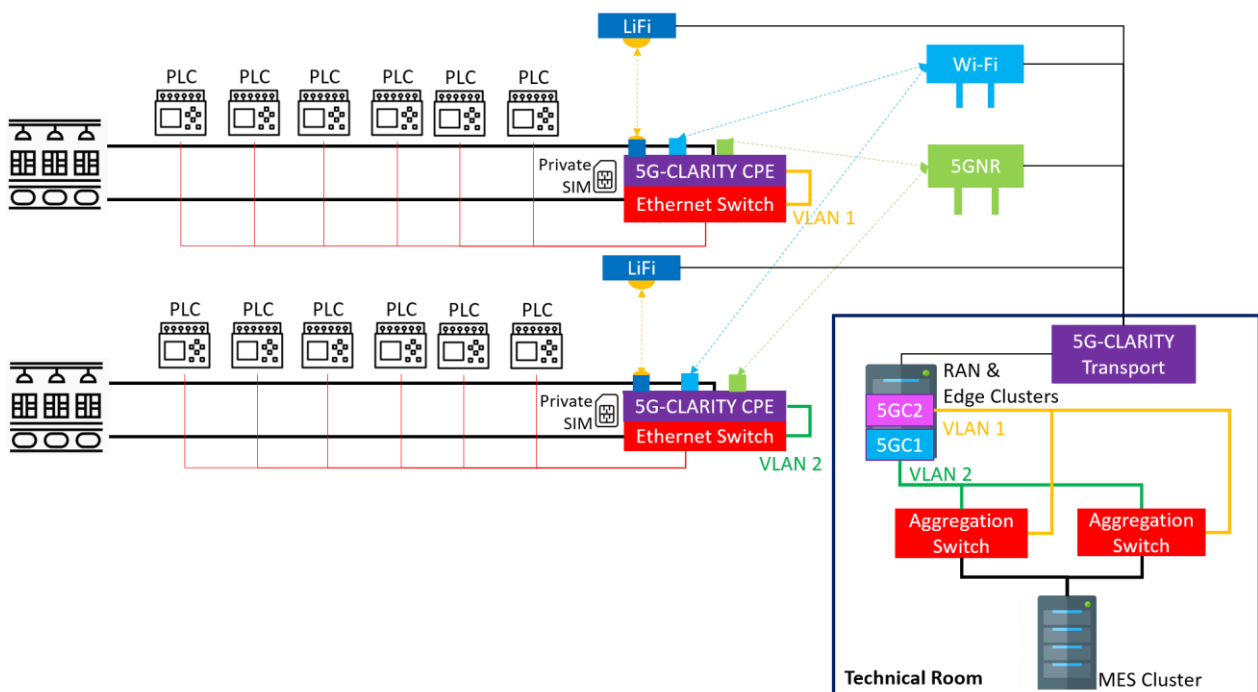 LiFi
Wi-Fi
PLC PLC PLC PLC PLC PLC
Private
SIM
5G-CLARITY CPE
Ethernet Switch
VLAN 1
5GNR
LiFi
PLC PLC PLC PLC PLC PLC
Private
SIM
5G-CLARITY CPE
Ethernet Switch
VLAN 2
5G-CLARITY
Transport
RAN &
Edge Clusters
5GC2
VLAN 1
5GC1
VLAN 2
Aggregation
Switch
Aggregation
Switch
Technical Room
MES Cluster